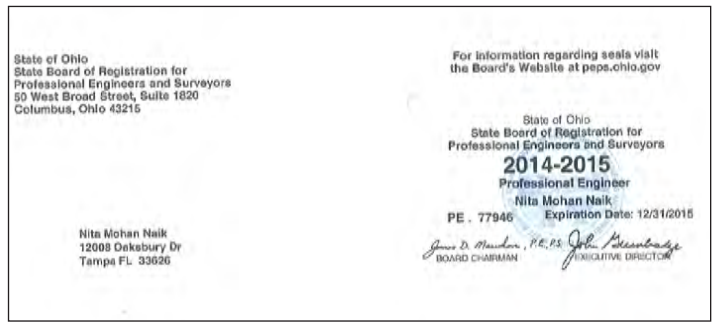 State of Ohio
State Board of Registration for
Professional Engineers and Surveyors
50 West Broad Street, Suite 1820
Columbus, Ohio 43215
Nita Mohan Naik
12008 Oaksbury Dr
Tampa FL 33626
For information regarding seals visit
the Board's Website at peps.ohio.gov
State of Ohio
State Board of Registration for
Professional Engineers and Surveyors
2014-2015
Professional Engineer
Nita Mohan Naik
PE . 77946 Expiration Date: 12/31/2015
James D. , P.E., P.S. John
BOARD CHAIRMAN EXECUTIVE DIRECTOR